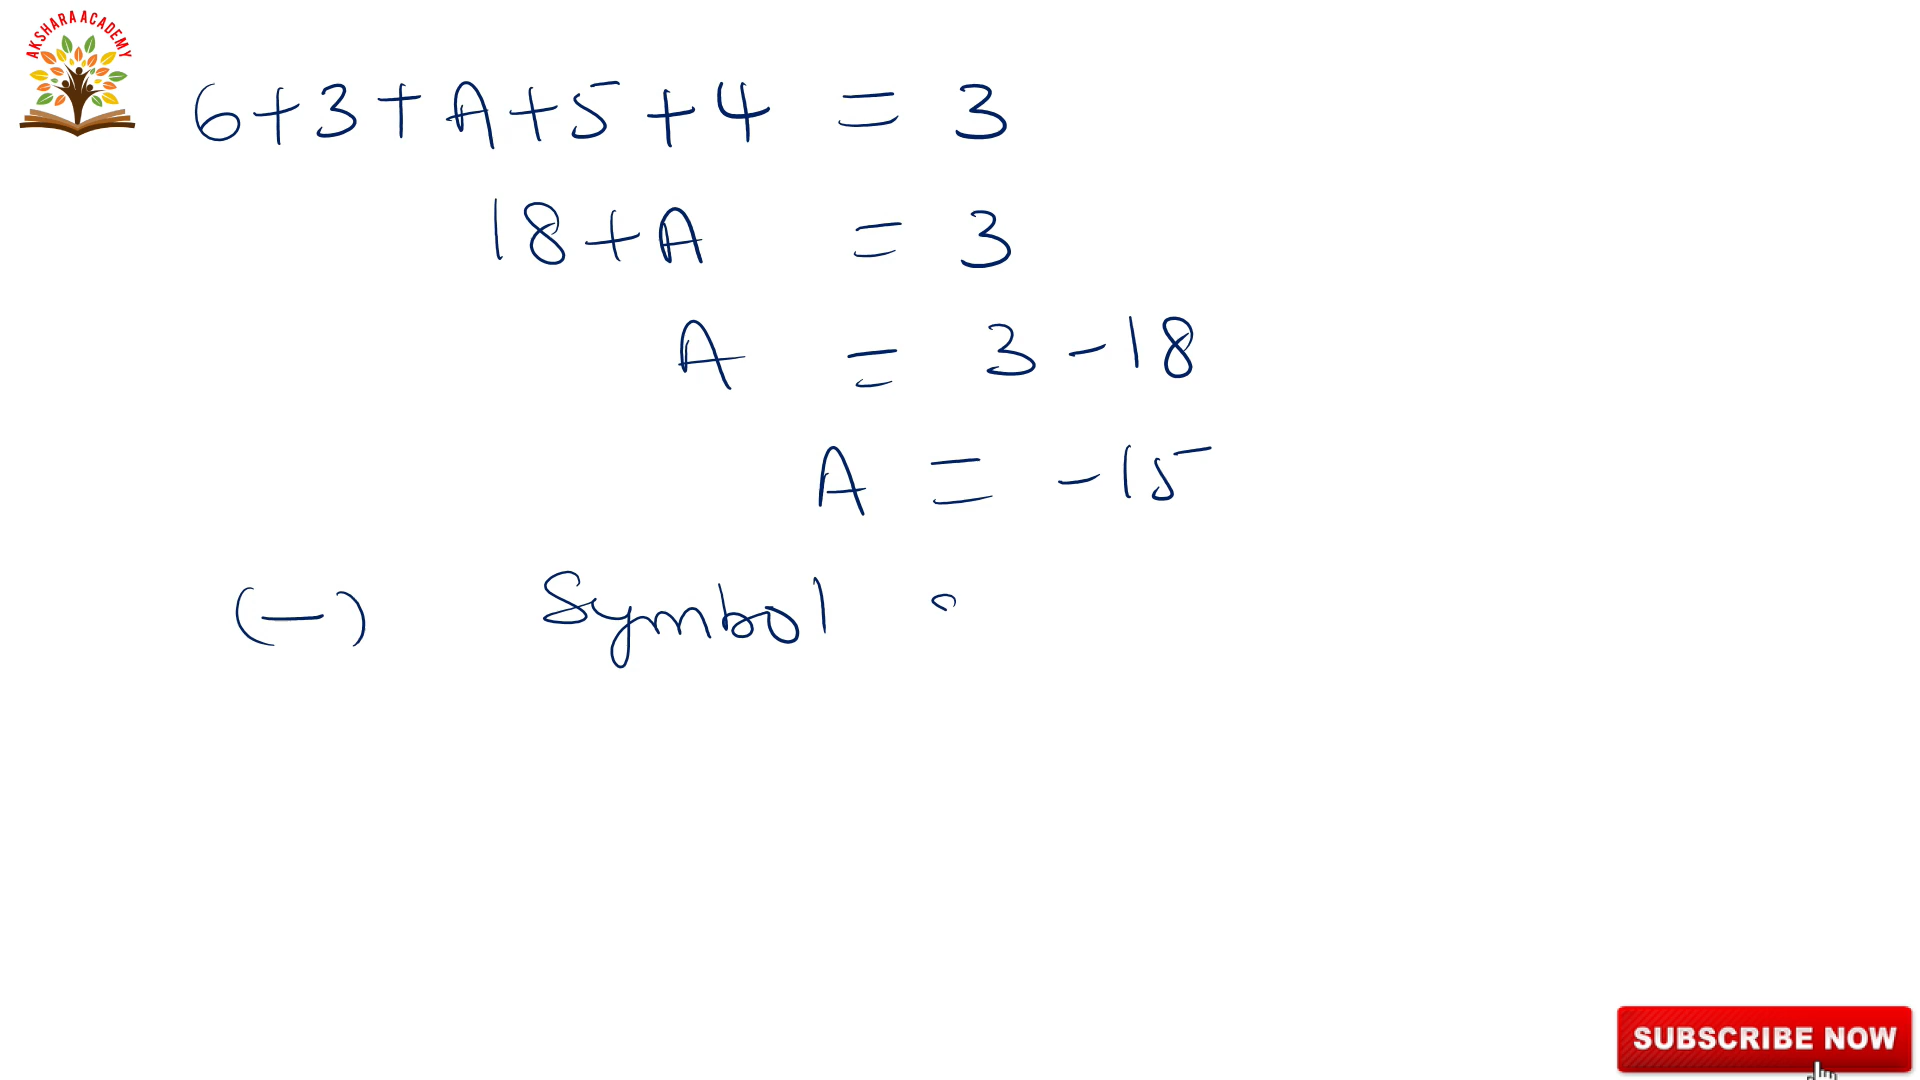 AKSHARA ACADEMY
6+3+A+5+4 = 3
18+A = 3
A = 3-18
A = -15
(-) Symbol
SUBSCRIBE NOW